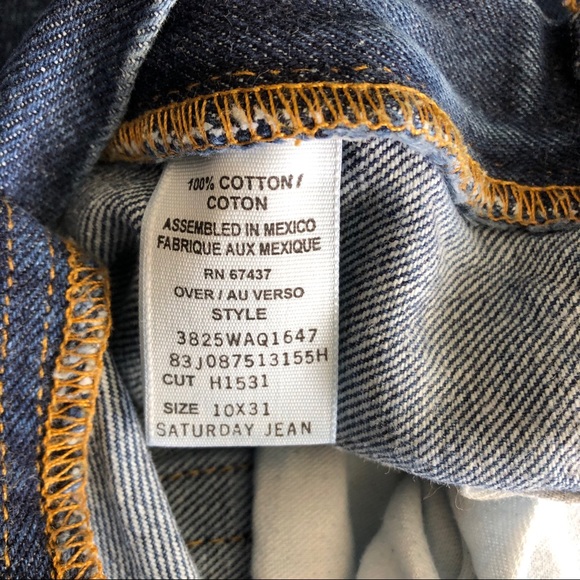 100% COTTON /
COTON
ASSEMBLED IN MEXICO
FABRIQUE AUX MEXIQUE
RN 67437
OVER / AU VERSO
STYLE
3825WAQ1647
83J087513155H
CUT H1531
SIZE 10X31
SATURDAY JEAN